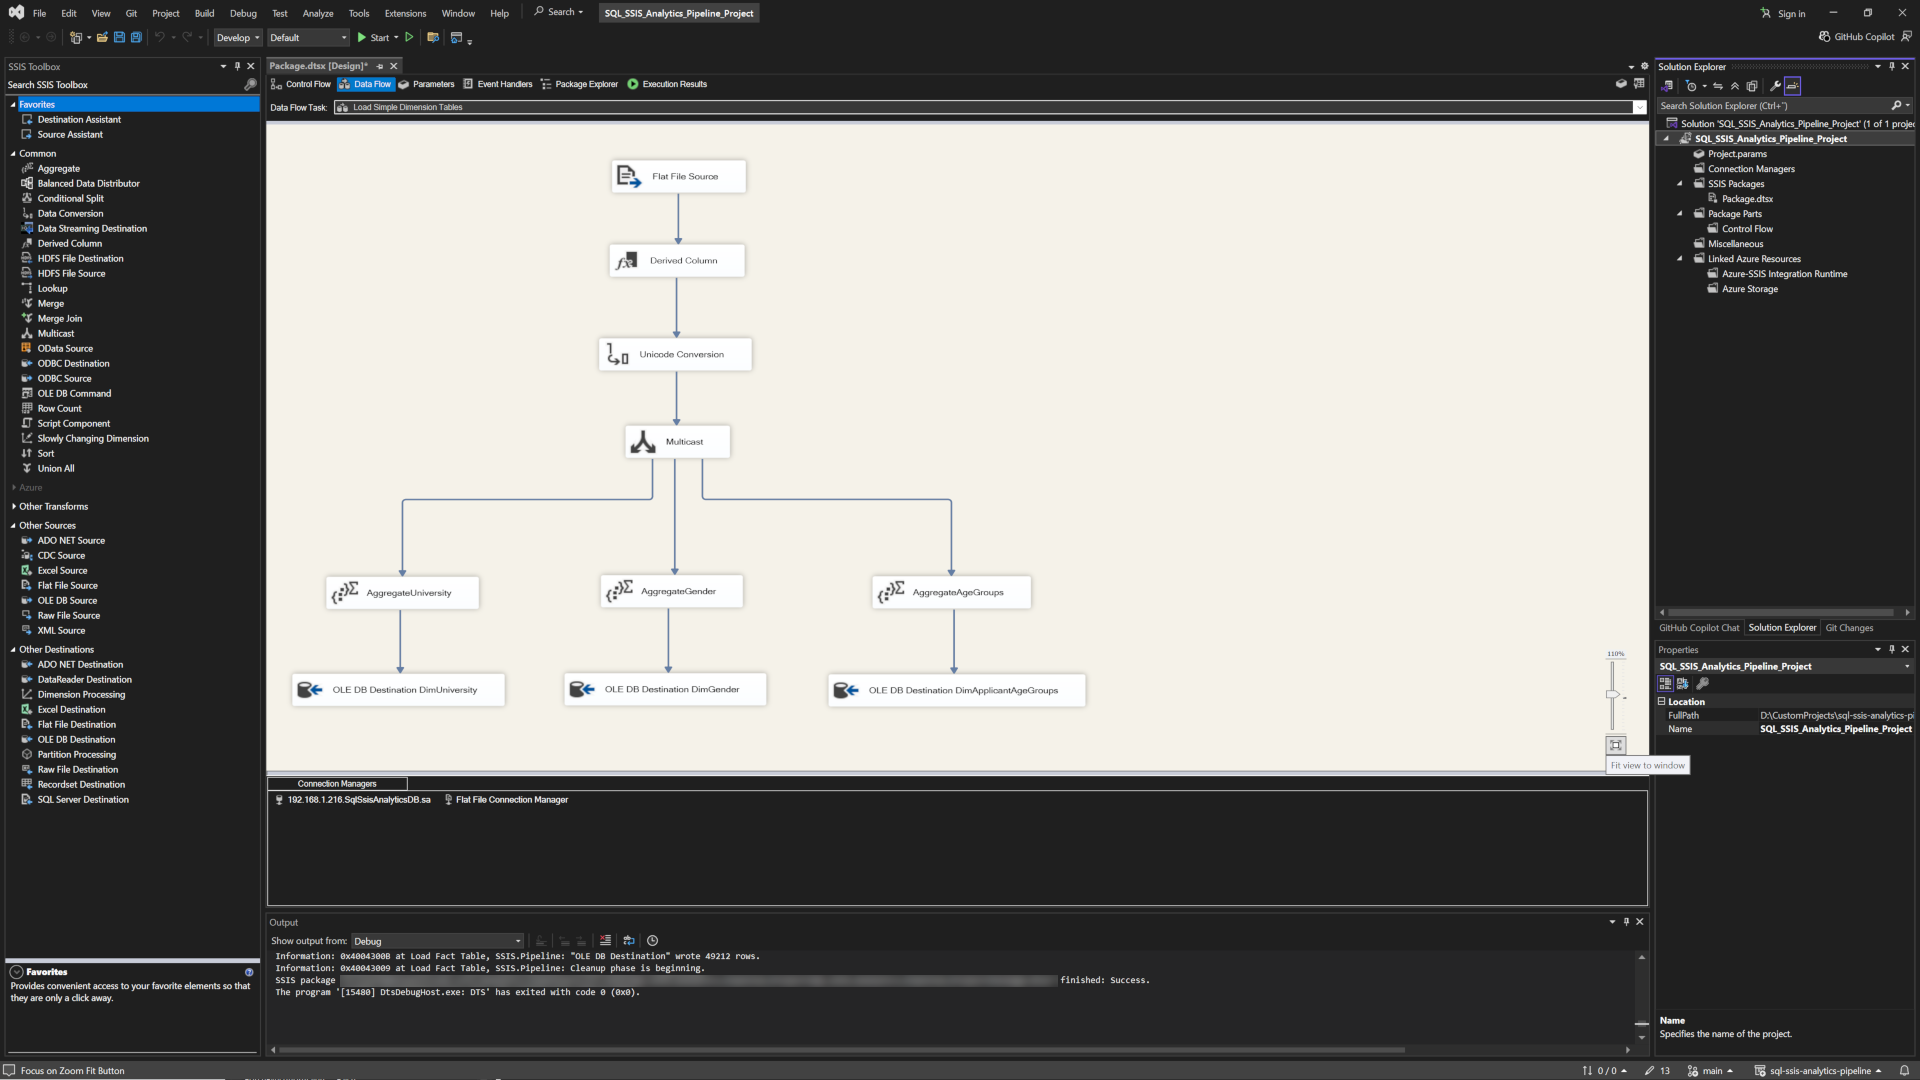 File Edit View Git Project Build Debug Test Analyze Tools Extensions Window Help Search SQL_SSIS_Analytics_Pipeline_Project Sign in
Develop Default Start GitHub Copilot
SSIS Toolbox
Search SSIS Toolbox
Favorites
Destination Assistant
Source Assistant
Common
Aggregate
Balanced Data Distributor
Conditional Split
Data Conversion
Data Streaming Destination
Derived Column
HDFS File Destination
HDFS File Source
Lookup
Merge
Merge Join
Multicast
OData Source
ODBC Destination
ODBC Source
OLE DB Command
Row Count
Script Component
Slowly Changing Dimension
Sort
Union All
Azure
Other Transforms
Other Sources
ADO NET Source
CDC Source
Excel Source
Flat File Source
OLE DB Source
Raw File Source
XML Source
Other Destinations
ADO NET Destination
DataReader Destination
Dimension Processing
Excel Destination
Flat File Destination
OLE DB Destination
Partition Processing
Raw File Destination
Recordset Destination
SQL Server Destination
Favorites
Provides convenient access to your favorite elements so that
they are only a click away.
Package.dtsx [Design]*
Control Flow Data Flow Parameters Event Handlers Package Explorer Execution Results
Data Flow Task: Load Simple Dimension Tables
Flat File Source
Derived Column
Unicode Conversion
Multicast
AggregateUniversity AggregateGender AggregateAgeGroups
OLE DB Destination DimUniversity OLE DB Destination DimGender OLE DB Destination DimApplicantAgeGroups
110%
Fit view to window
Connection Managers
192.168.1.216.SqlSsisAnalyticsDB.sa Flat File Connection Manager
Output
Show output from: Debug
Information: 0x4004300B at Load Fact Table, SSIS.Pipeline: "OLE DB Destination" wrote 49212 rows.
Information: 0x40043009 at Load Fact Table, SSIS.Pipeline: Cleanup phase is beginning.
SSIS package finished: Success.
The program '[15480] DtsDebugHost.exe: DTS' has exited with code 0 (0x0).
Solution Explorer
Search Solution Explorer (Ctrl+¨)
Solution 'SQL_SSIS_Analytics_Pipeline_Project' (1 of 1 projec
SQL_SSIS_Analytics_Pipeline_Project
Project.params
Connection Managers
SSIS Packages
Package.dtsx
Package Parts
Control Flow
Miscellaneous
Linked Azure Resources
Azure-SSIS Integration Runtime
Azure Storage
GitHub Copilot Chat Solution Explorer Git Changes
Properties
SQL_SSIS_Analytics_Pipeline_Project
Location
FullPath D:\CustomProjects\sql-ssis-analytics-pi
Name SQL_SSIS_Analytics_Pipeline_Project
Name
Specifies the name of the project.
Focus on Zoom Fit Button 0 / 0 13 main sql-ssis-analytics-pipeline